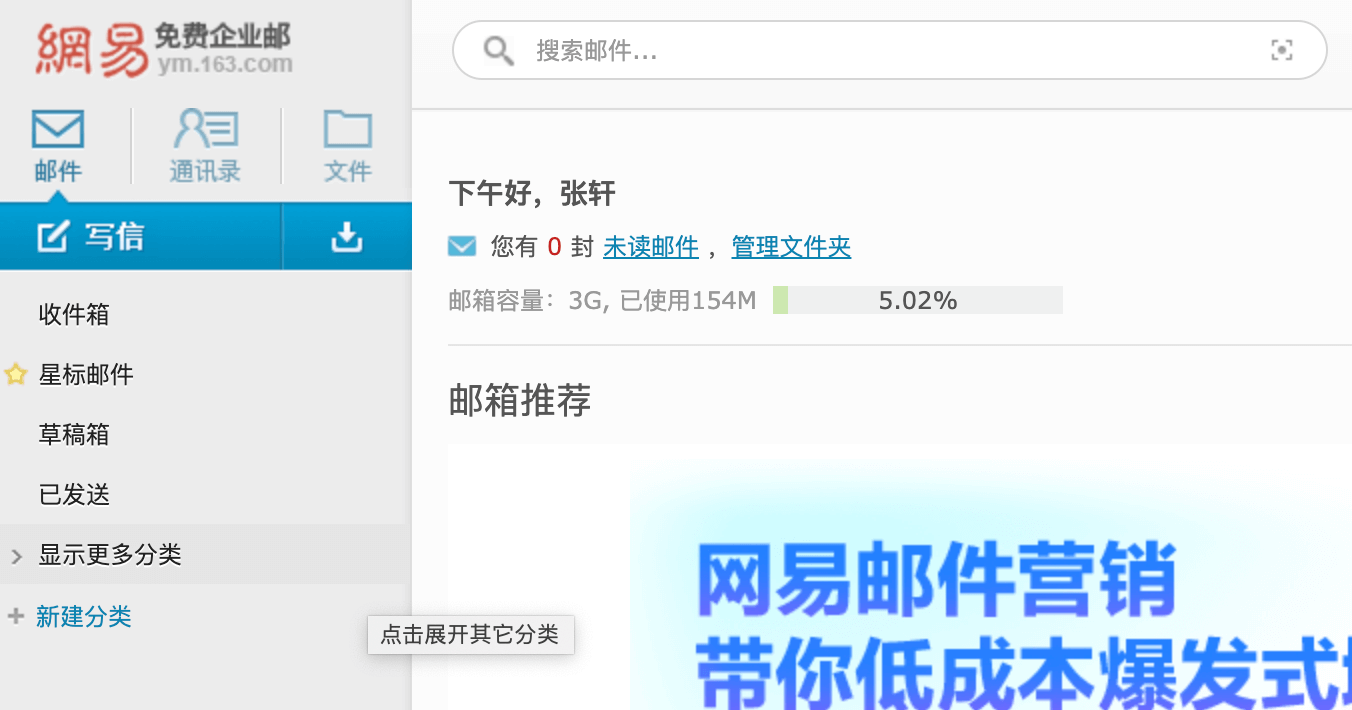 網易 免费企业邮
ym.163.com
搜索邮件...
邮件
通讯录
文件
写信
收件箱
星标邮件
草稿箱
已发送
显示更多分类
新建分类
点击展开其它分类
下午好，张轩
您有 0 封 未读邮件 ，管理文件夹
邮箱容量：3G, 已使用154M 5.02%
邮箱推荐
网易邮件营销
带你低成本爆发式